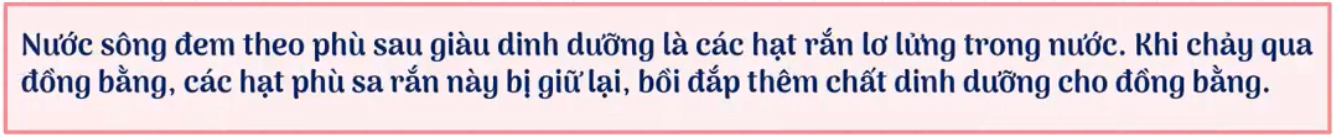 Nước sông đem theo phù sau giàu dinh dưỡng là các hạt rắn lơ lửng trong nước. Khi chảy qua
đồng bằng, các hạt phù sa rắn này bị giữ lại, bồi đắp thêm chất dinh dưỡng cho đồng bằng.